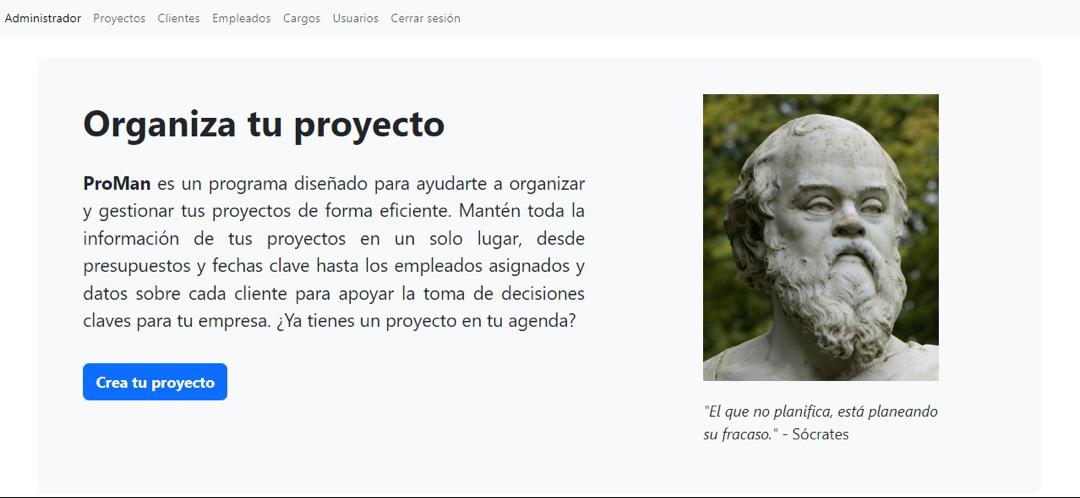 Administrador Proyectos Clientes Empleados Cargos Usuarios Cerrar sesión
Organiza tu proyecto
ProMan es un programa diseñado para ayudarte a organizar
y gestionar tus proyectos de forma eficiente. Mantén toda la
información de tus proyectos en un solo lugar, desde
presupuestos y fechas clave hasta los empleados asignados y
datos sobre cada cliente para apoyar la toma de decisiones
claves para tu empresa. ¿Ya tienes un proyecto en tu agenda?
Crea tu proyecto
"El que no planifica, está planeando
su fracaso." - Sócrates